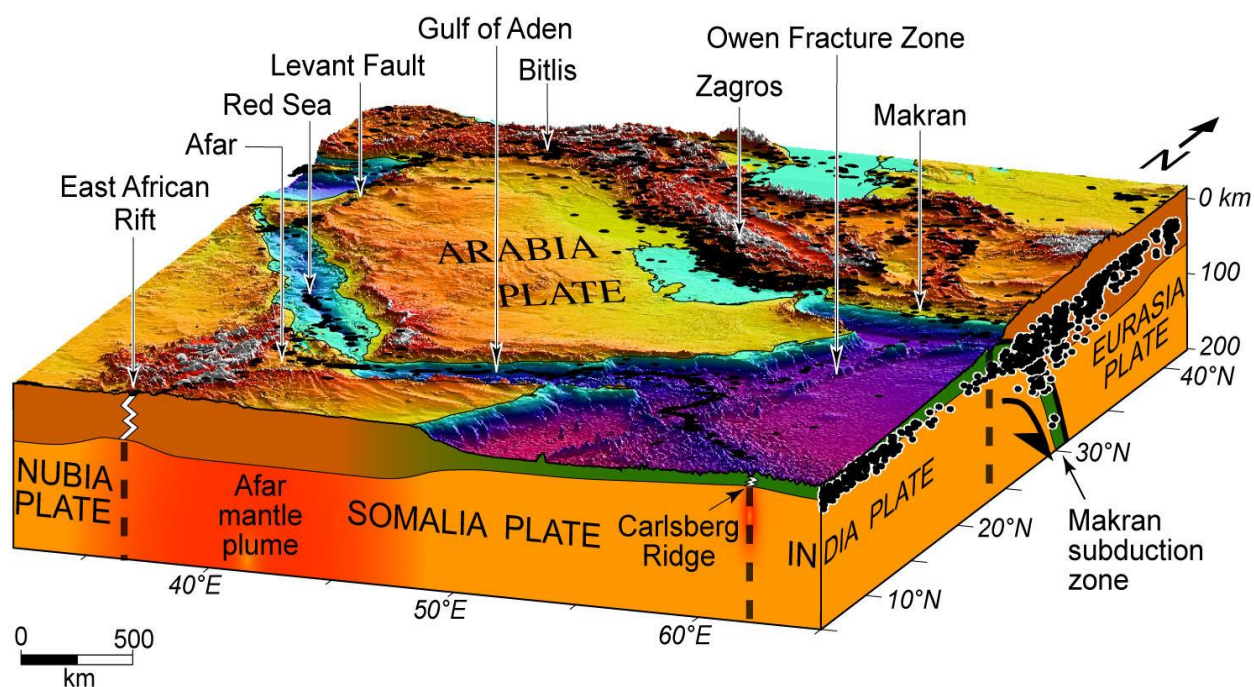 Gulf of Aden
Owen Fracture Zone
Levant Fault
Bitlis
Zagros
Red Sea
Makran
Afar
N
East African
Rift
0 km
ARABIA
PLATE
100
EURASIA
PLATE
200
40°N
NUBIA
PLATE
Afar
mantle
plume
SOMALIA PLATE
Carlsberg
Ridge
INDIA PLATE
30°N
20°N
Makran
subduction
zone
10°N
40°E
50°E
60°E
0 500
km